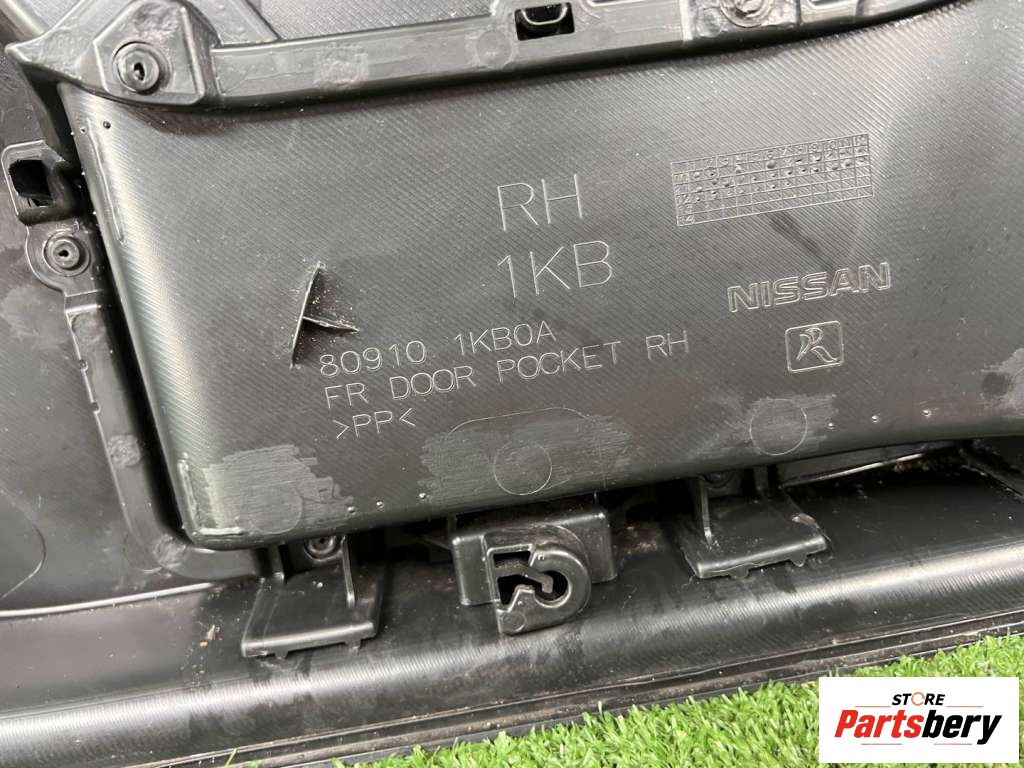 RH
1KB
NISSAN
80910 1KB0A
FR DOOR POCKET RH
>PP<
STORE
Partsbery